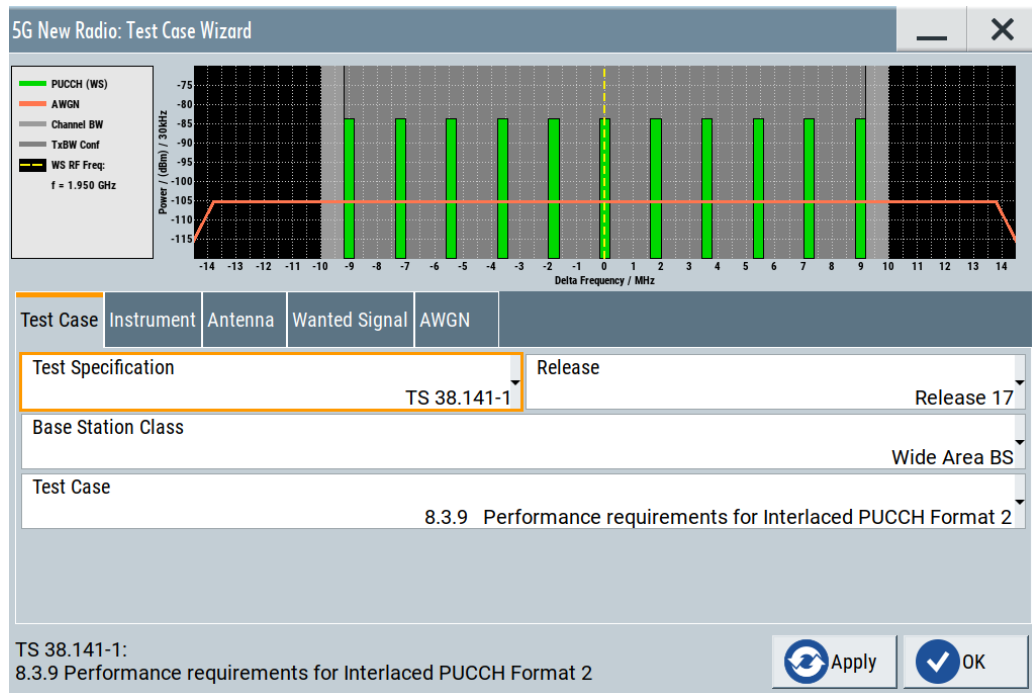 5G New Radio: Test Case Wizard
PUCCH (WS)
AWGN
Channel BW
TxBW Conf
WS RF Freq:
f = 1.950 GHz
Power / (dBm) / 30kHz
-75
-80
-85
-90
-95
-100
-105
-110
-115
-14 -13 -12 -11 -10 -9 -8 -7 -6 -5 -4 -3 -2 -1 0 1 2 3 4 5 6 7 8 9 10 11 12 13 14
Delta Frequency / MHz
Test Case Instrument Antenna Wanted Signal AWGN
Test Specification
TS 38.141-1
Release
Release 17
Base Station Class
Wide Area BS
Test Case
8.3.9 Performance requirements for Interlaced PUCCH Format 2
TS 38.141-1:
8.3.9 Performance requirements for Interlaced PUCCH Format 2
Apply
OK